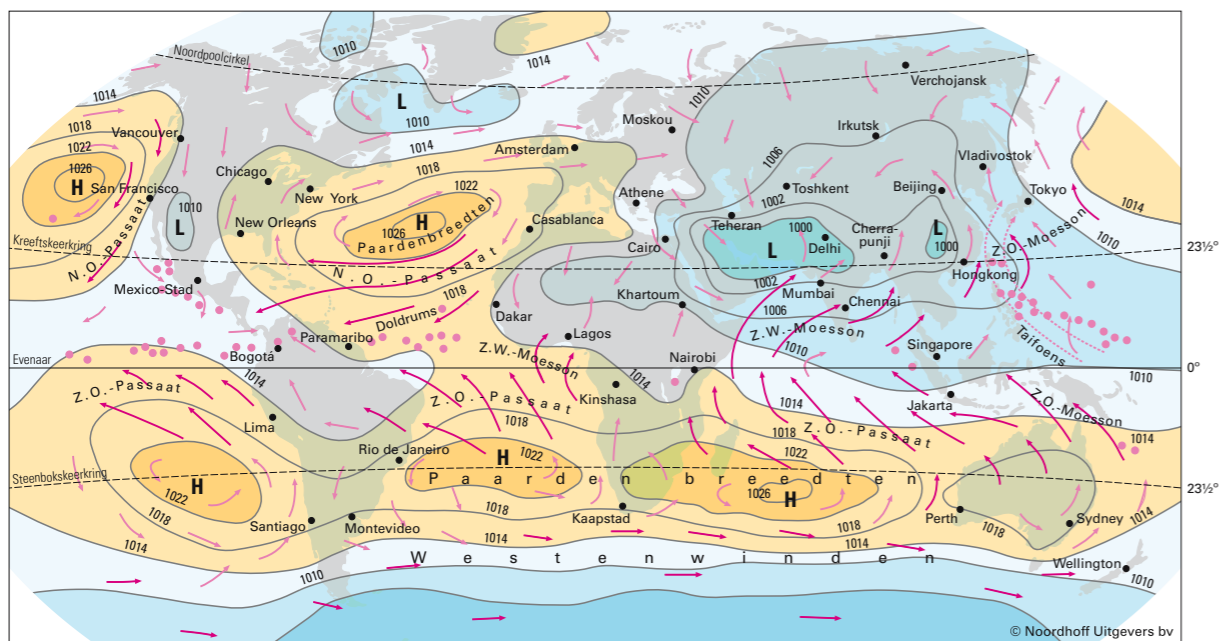 1010
1014
Noordpoolcirkel
1010
Verchojansk
1014
L
1010
1010
1018
Vancouver
1022
Moskou
Irkutsk
1014
Amsterdam
1006
1026
Chicago
1018
Vladivostok
H
San Francisco
New York
1022
Athene
Toshkent
Beijing
Tokyo
1010
1002
1014
L
New Orleans
H
Casablanca
Teheran
1000
Cherra-
L
1026
Paardenbreedten
Cairo
L
Delhi
punji
1000
Z.O.-Moesson
1010
Kreeftskeerkring
N.O.-Passaat
23½°
N.O.-Passaat
Hongkong
Mexico-Stad
1018
Khartoum
1002
Mumbai
Chennai
Dakar
1006
Doldrums
Paramaribo
Lagos
Z.W.-Moesson
Taifoens
Z.W.-Moesson
1010
Singapore
Evenaar
Bogotá
Nairobi
0°
1014
1014
1010
Z.O.-Passaat
Kinshasa
Z.O.-Passaat
Jakarta
Z.O.-Moesson
1014
Lima
1018
Z.O.-Passaat
1018
1014
Rio de Janeiro
H
1022
1022
Steenbokskeerkring
H
Paardenbreedten
1026
H
23½°
1022
1018
Santiago
Montevideo
1018
Kaapstad
1018
Perth
1018
Sydney
1014
1014
1014
1014
Westenwinden
Wellington
1010
1010
© Noordhoff Uitgevers bv